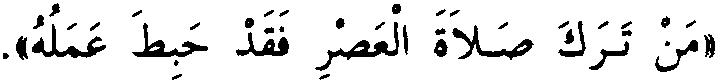 «مَنْ تَرَكَ صَلاَةَ الْعَصْرِ فَقَدْ حَبِطَ عَمَلُهُ».